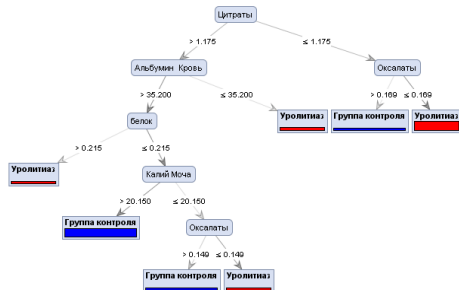 Цитраты
> 1.175
≤ 1.175
Альбумин Кровь
Оксалаты
> 35.200
≤ 35.200
> 0.169
≤ 0.169
белок
Уролитиаз
Группа контроля
Уролитиаз
> 0.215
≤ 0.215
Уролитиаз
Калий Моча
> 20.150
≤ 20.150
Группа контроля
Оксалаты
> 0.149
≤ 0.149
Группа контроля
Уролитиаз